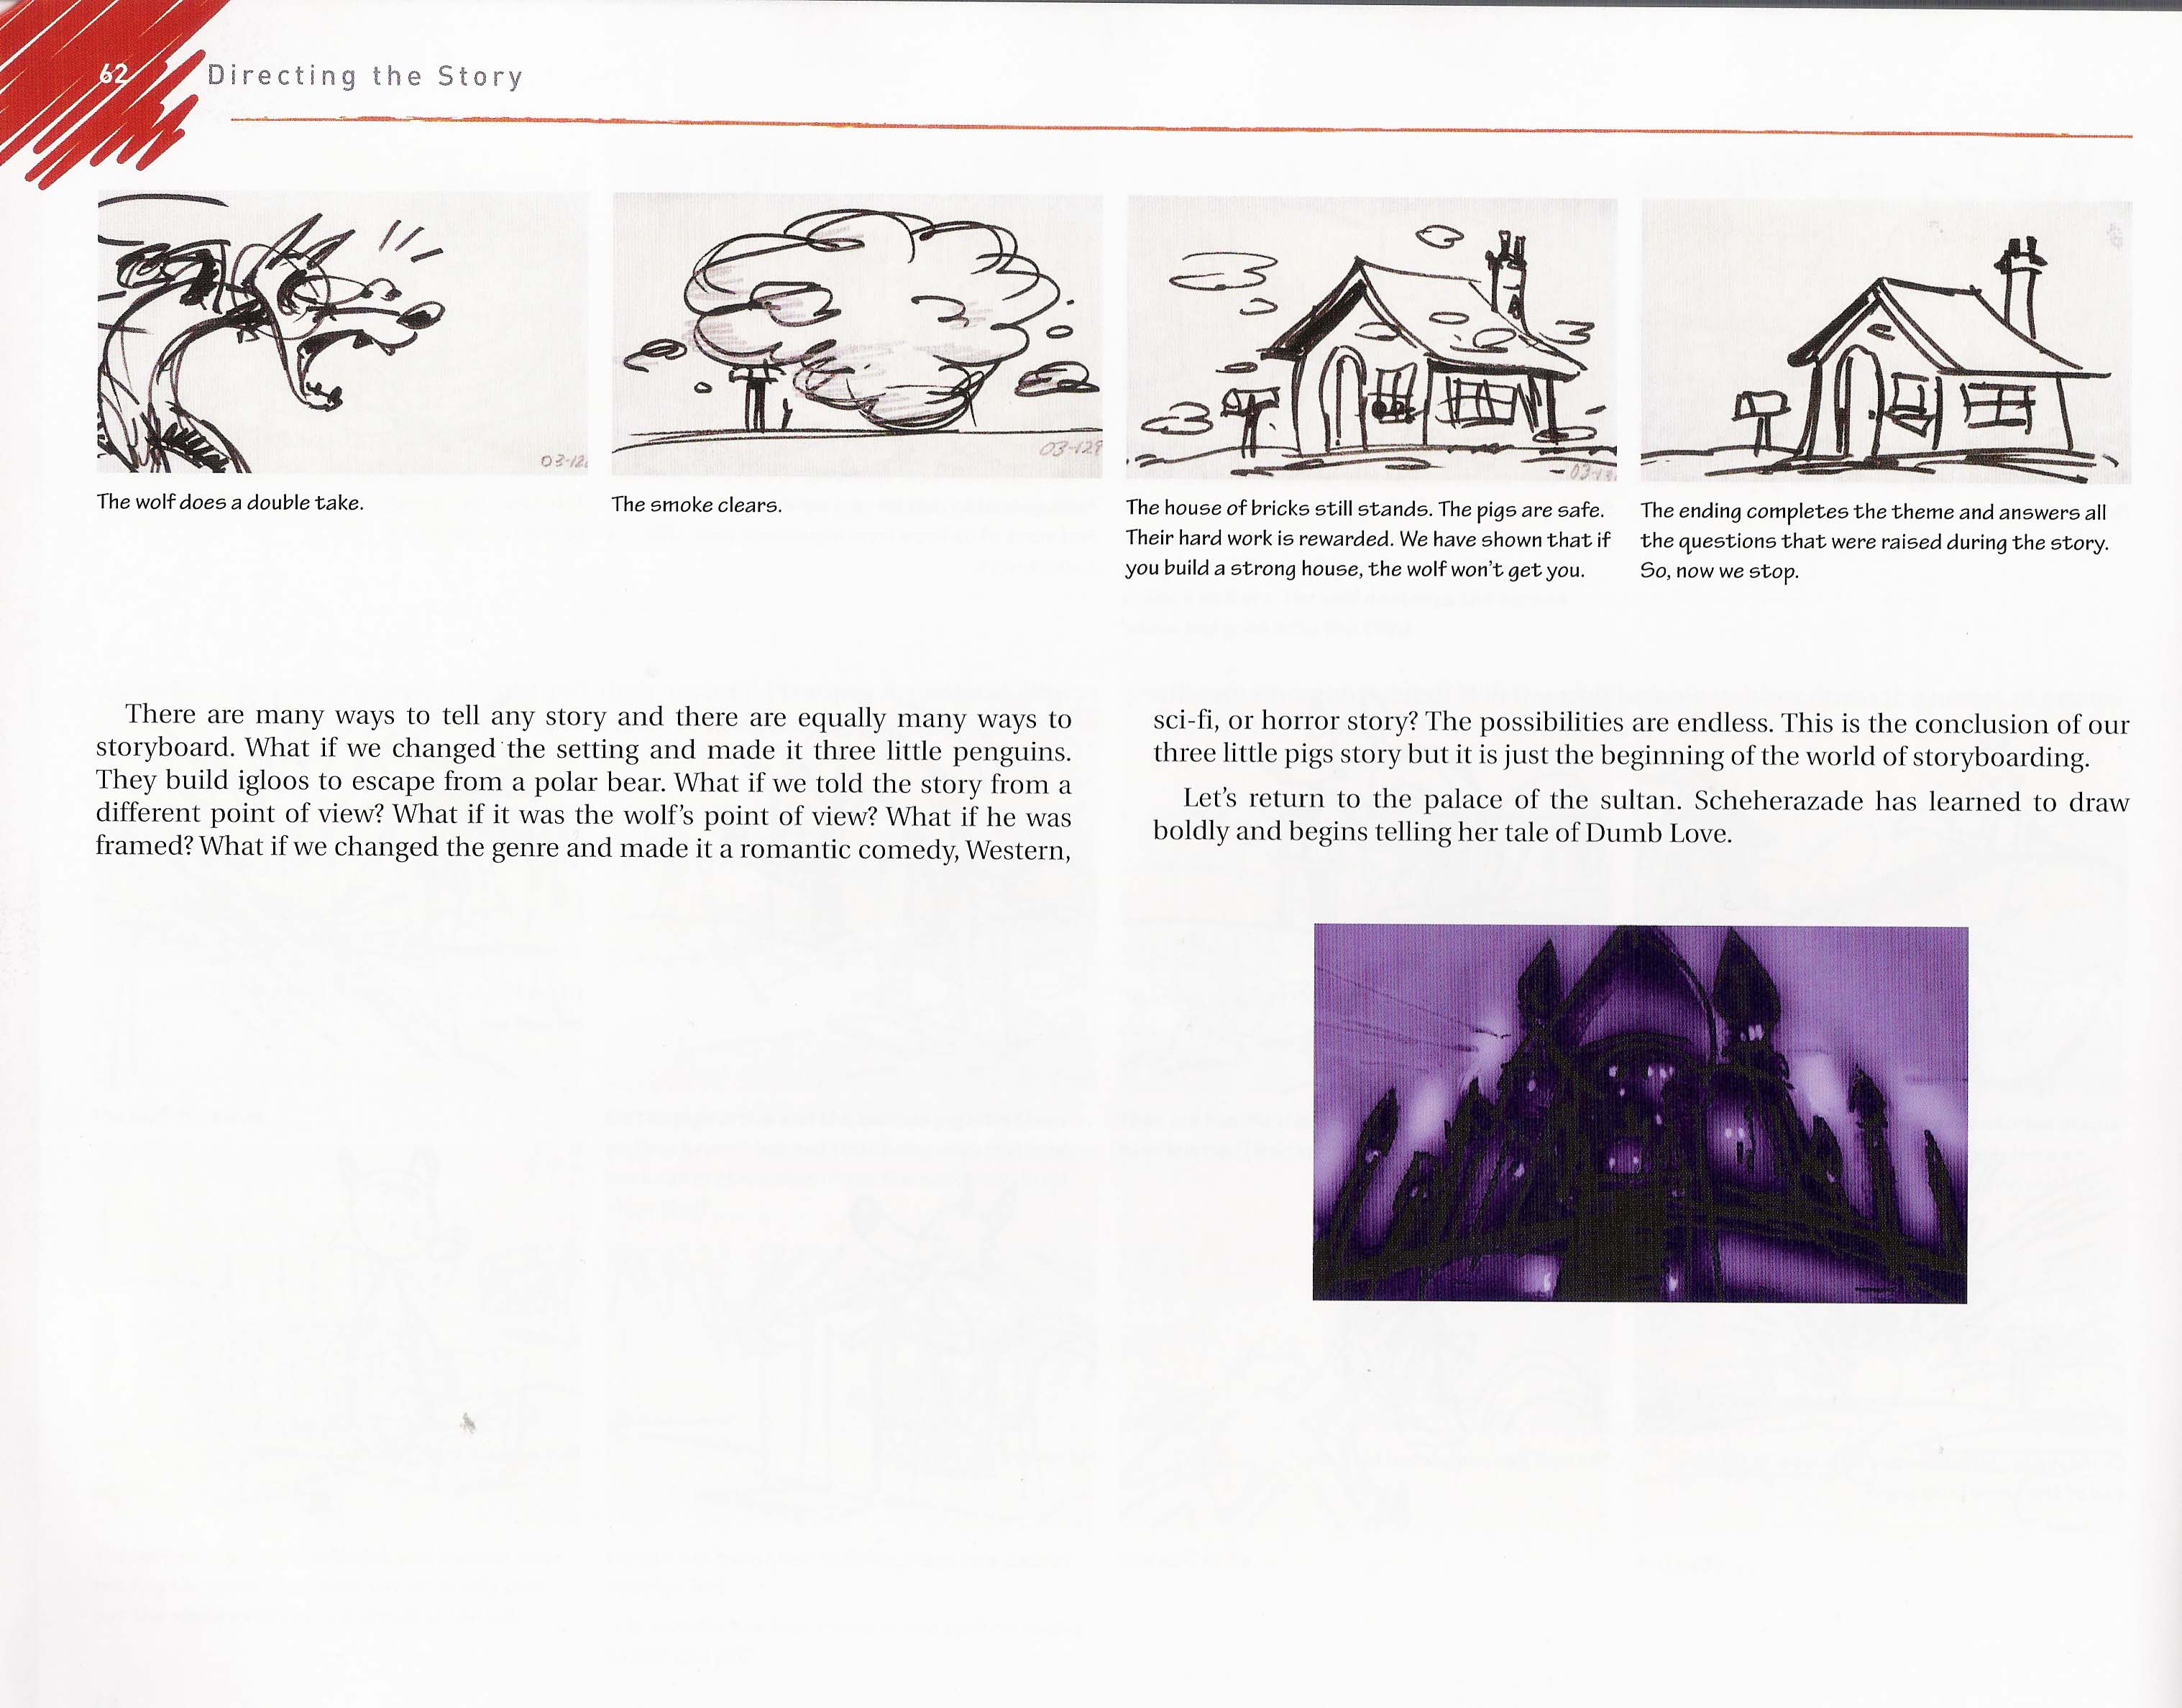 62
Directing the Story
03-12
03-129
03-13
The wolf does a double take.
The smoke clears.
The house of bricks still stands. The pigs are safe.
Their hard work is rewarded. We have shown that if
you build a strong house, the wolf won't get you.
The ending completes the theme and answers all
the questions that were raised during the story.
So, now we stop.
There are many ways to tell any story and there are equally many ways to
storyboard. What if we changed the setting and made it three little penguins.
They build igloos to escape from a polar bear. What if we told the story from a
different point of view? What if it was the wolf's point of view? What if he was
framed? What if we changed the genre and made it a romantic comedy, Western,
sci-fi, or horror story? The possibilities are endless. This is the conclusion of our
three little pigs story but it is just the beginning of the world of storyboarding.
Let's return to the palace of the sultan. Scheherazade has learned to draw
boldly and begins telling her tale of Dumb Love.